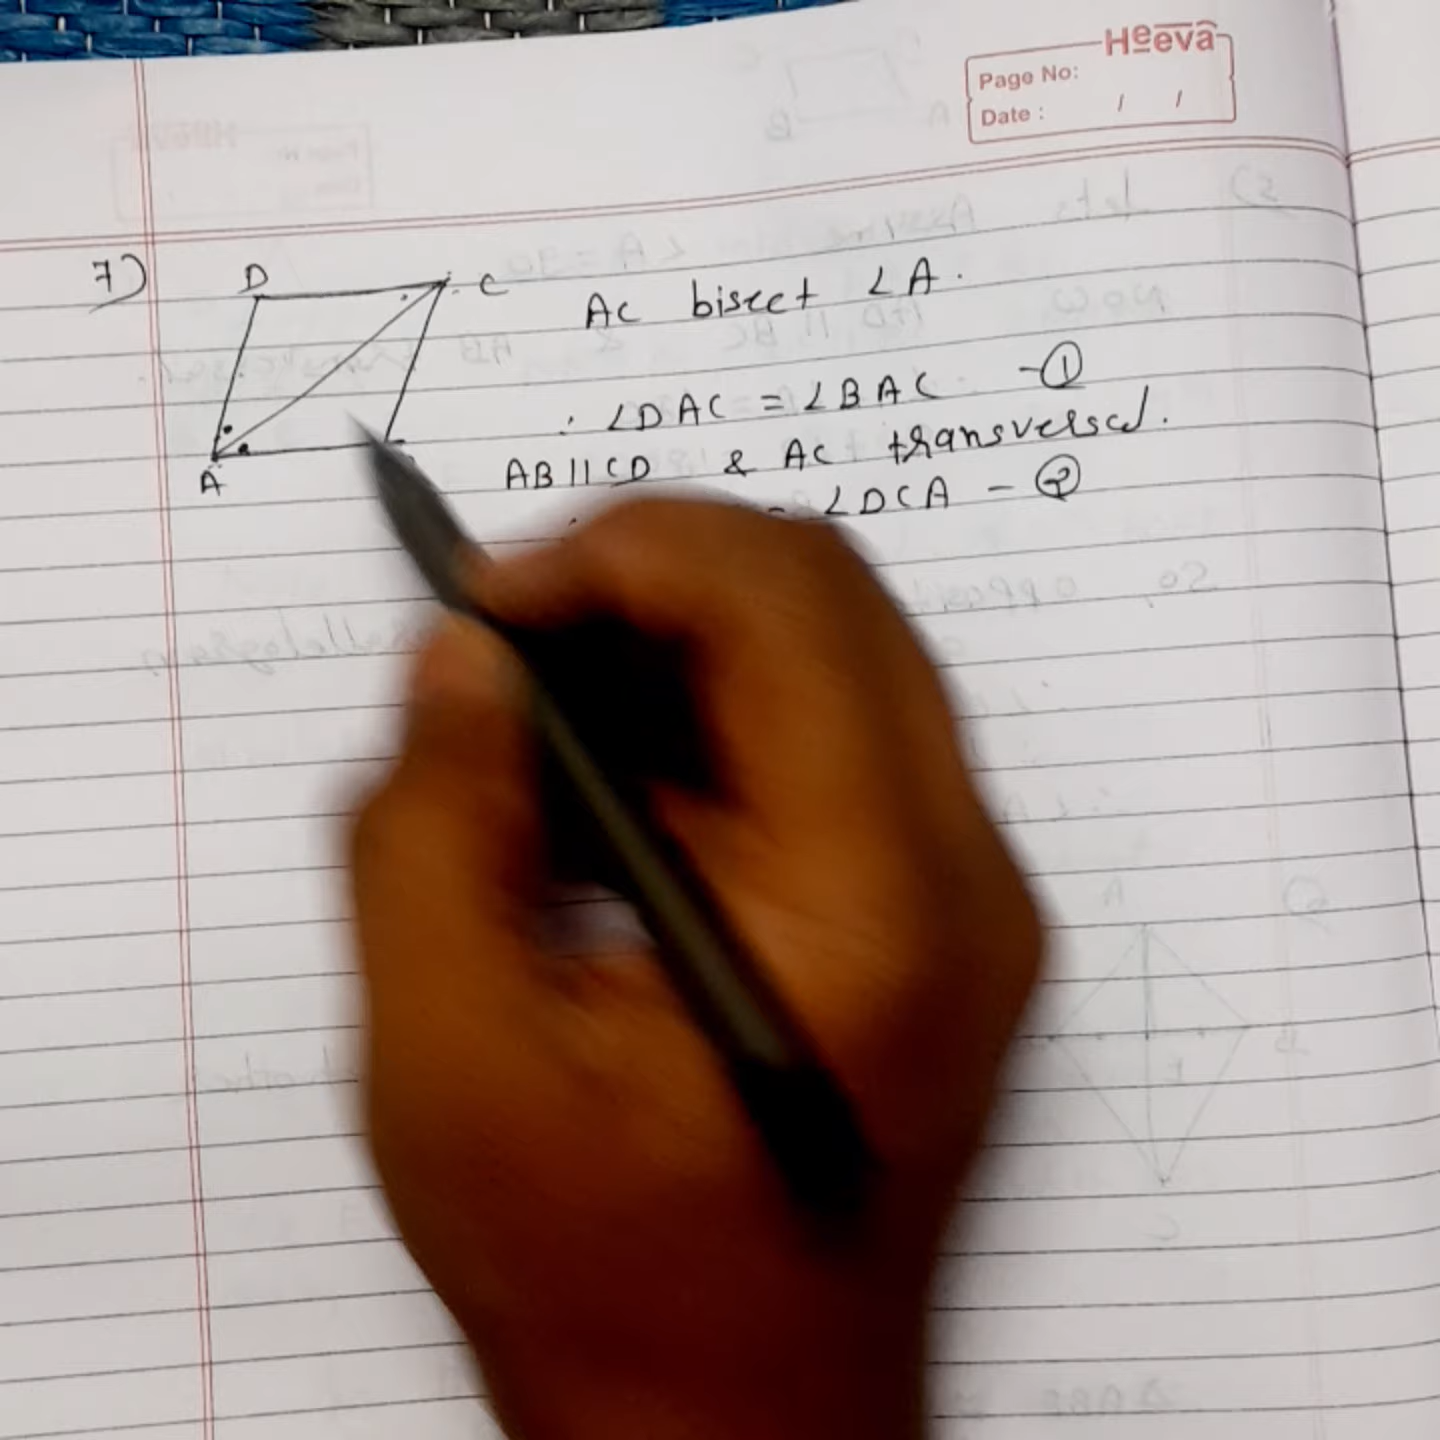 Heeva
Page No:
Date : / /
7)
D C
A
AC bisect ∠A.
∴ ∠DAC = ∠BAC - ①
AB || CD & AC transversal.
∠DCA - ②